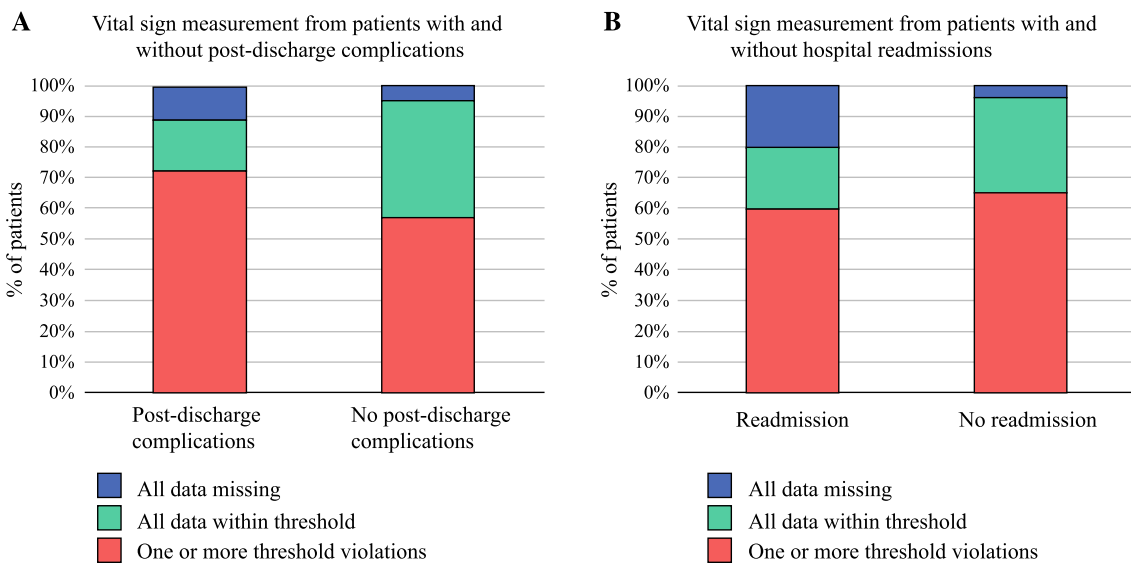 A
Vital sign measurement from patients with and
without post-discharge complications
% of patients
100%
90%
80%
70%
60%
50%
40%
30%
20%
10%
0%
Post-discharge
complications
No post-discharge
complications
All data missing
All data within threshold
One or more threshold violations
B
Vital sign measurement from patients with and
without hospital readmissions
% of patients
100%
90%
80%
70%
60%
50%
40%
30%
20%
10%
0%
Readmission
No readmission
All data missing
All data within threshold
One or more threshold violations